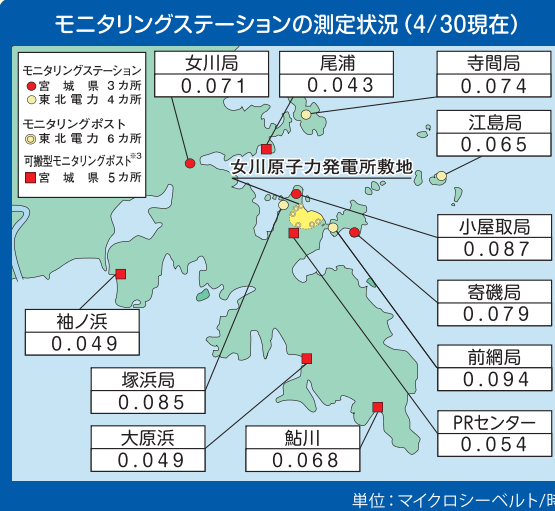 モニタリングステーションの測定状況（4/30現在）
モニタリングステーション
宮城県 3カ所
東北電力 4カ所
モニタリングポスト
東北電力 6カ所
可搬型モニタリングポスト※3
宮城県 5カ所
女川局
0.071
尾浦
0.043
寺間局
0.074
江島局
0.065
女川原子力発電所敷地
小屋取局
0.087
寄磯局
0.079
袖ノ浜
0.049
前網局
0.094
塚浜局
0.085
PRセンター
0.054
大原浜
0.049
鮎川
0.068
単位：マイクロシーベルト/時